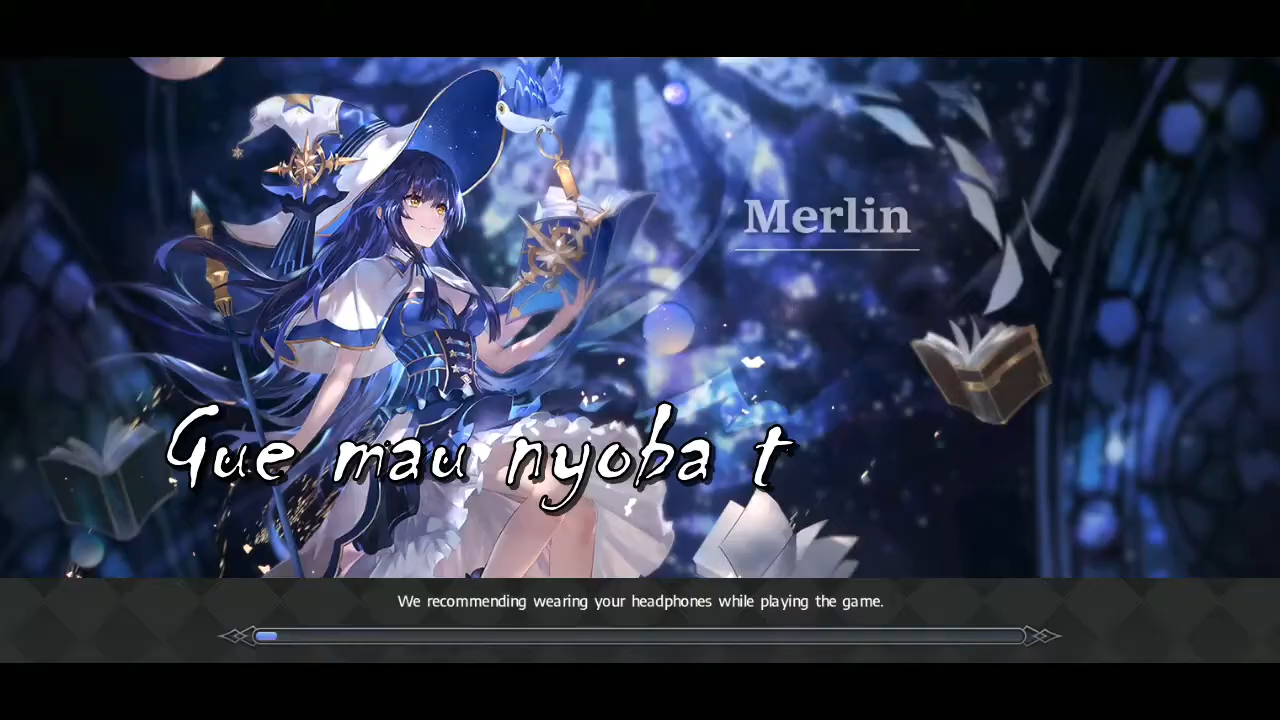 Merlin
Gue mau nyoba t
We recommending wearing your headphones while playing the game.